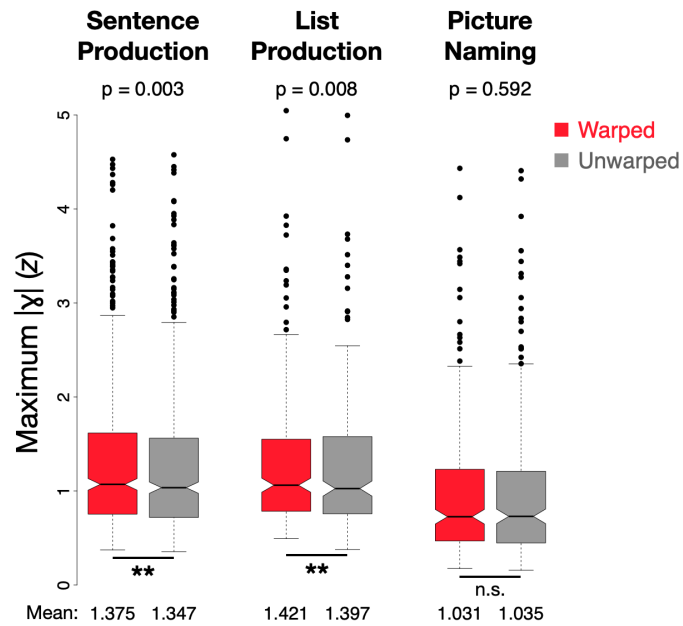 Sentence
Production
p = 0.003
List
Production
p = 0.008
Picture
Naming
p = 0.592
Warped
Unwarped
Maximum |ɣ| (z)
5
4
3
2
1
0
**
**
n.s.
Mean: 1.375 1.347 1.421 1.397 1.031 1.035